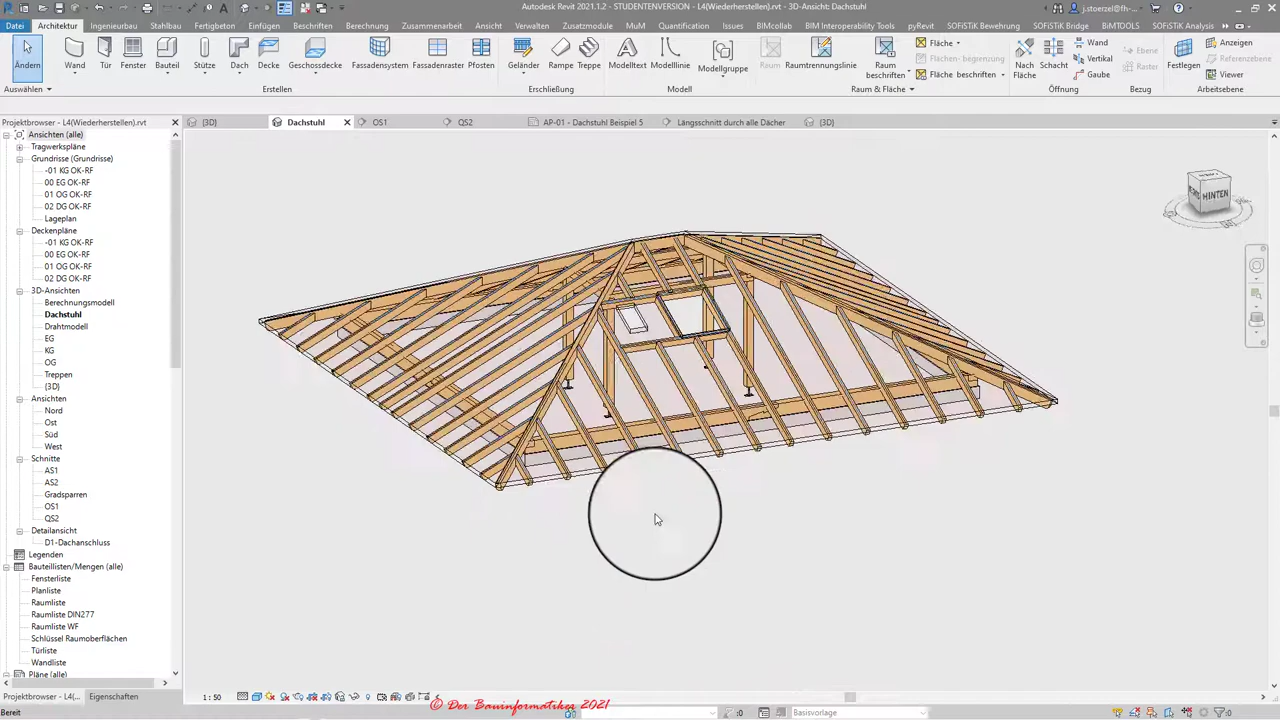 Autodesk Revit 2021.1.2 - STUDENTENVERSION - L4(Wiederherstellen).rvt - 3D-Ansicht: Dachstuhl
j.stoerzel@fh-...
Datei Architektur Ingenieurbau Stahlbau Gebäudetechnik Einfügen Beschriften Berechnung Zusammenarbeit Ansicht Verwalten Zusatzmodule MuM Quantification Issues BIMcollab BIM Interoperability Tools pyRevit SOFiSTiK Bewehrung SOFiSTiK Bridge BiMTOOLS SOFiSTiK Analysis
Ändern Wand Tür Fenster Bauteil Stütze Dach Decke Geschossdecke Fassadensystem Fassadenraster Pfosten Geländer Rampe Treppe Modelltext Modelllinie Modellgruppe Raum Raumtrennungslinie Raum beschriften
Fläche
Flächen- begrenzung
Fläche beschriften
Nach Fläche Schacht
Wand
Vertikal
Gaube
Ebene
Raster
Festlegen
Anzeigen
Referenzebene
Viewer
Auswählen Erstellen Erschließung Modell Raum & Fläche Öffnung Bezug Arbeitsebene
Projektbrowser - L4(Wiederherstellen).rvt
{3D} Dachstuhl QS1 QS2 AP-01 - Dachstuhl Beispiel 5 Längsschnitt durch alle Dächer {3D}
Ansichten (alle)
Tragwerkspläne
Grundrisse (Grundrisse)
-01 KG OK-RF
00 EG OK-RF
01 OG OK-RF
02 DG OK-RF
Lageplan
Deckenpläne
-01 KG OK-RF
00 EG OK-RF
01 OG OK-RF
02 DG OK-RF
3D-Ansichten
Berechnungsmodell
Dachstuhl
Drahtmodell
EG
KG
OG
Treppen
{3D}
Ansichten
Nord
Ost
Süd
West
Schnitte
AS1
AS2
Gradsparren
OS1
QS2
Detailansicht
D1-Dachanschluss
Legenden
Bauteillisten/Mengen (alle)
Fensterliste
Planliste
Raumliste
Raumliste DIN277
Raumliste WF
Schlüssel Raumoberflächen
Türliste
Wandliste
Pläne (alle)
HINTEN
Projektbrowser - L4(... Eigenschaften
1 : 50
© Der Bauinformatiker 2021
Bereit
:0
Basisvorlage
:0